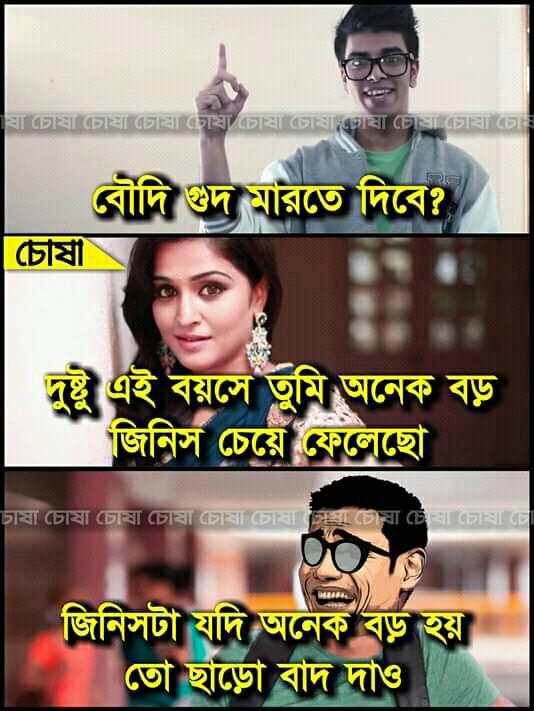 চোষা চোষা চোষা চোষা চোষা চোষা চোষা চোষা চোষা চোষা
বৌদি গুদ মারতে দিবে?
চোষা
দুষ্টু এই বয়সে তুমি অনেক বড়
জিনিস চেয়ে ফেলেছো
চোষা চোষা চোষা চোষা চোষা চোষা চোষা চোষা চোষা চোষা
জিনিসটা যদি অনেক বড় হয়
তো ছাড়ো বাদ দাও